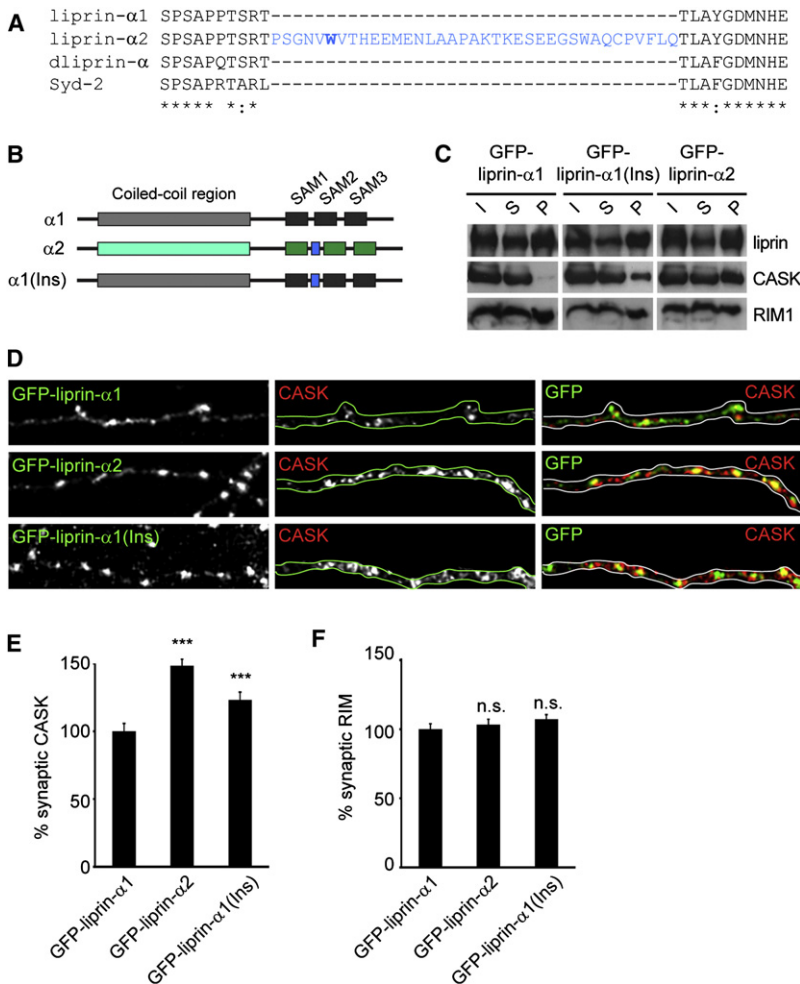 A
liprin-α1 SPSAPPTSRT------------------------------------------TLAYGDMNHE
liprin-α2 SPSAPPTSRTPSGNVWVTHEEMENLAAPAKTKESEEGSWAQCPVFLQTLAYGDMNHE
dliprin-α SPSAPQTSRT------------------------------------------TLAFGDMNHE
Syd-2 SPSAPRTARL------------------------------------------TLAFGDMNHE
***** *:* ***:******
B
Coiled-coil region SAM1 SAM2 SAM3
α1
α2
α1(Ins)
C
GFP-liprin-α1 GFP-liprin-α1(Ins) GFP-liprin-α2
I S P I S P I S P
liprin
CASK
RIM1
D
GFP-liprin-α1 CASK GFP CASK
GFP-liprin-α2 CASK GFP CASK
GFP-liprin-α1(Ins) CASK GFP CASK
E
% synaptic CASK
150
100
50
0
***
***
GFP-liprin-α1
GFP-liprin-α2
GFP-liprin-α1(Ins)
F
% synaptic RIM
150
100
50
0
n.s.
n.s.
GFP-liprin-α1
GFP-liprin-α2
GFP-liprin-α1(Ins)